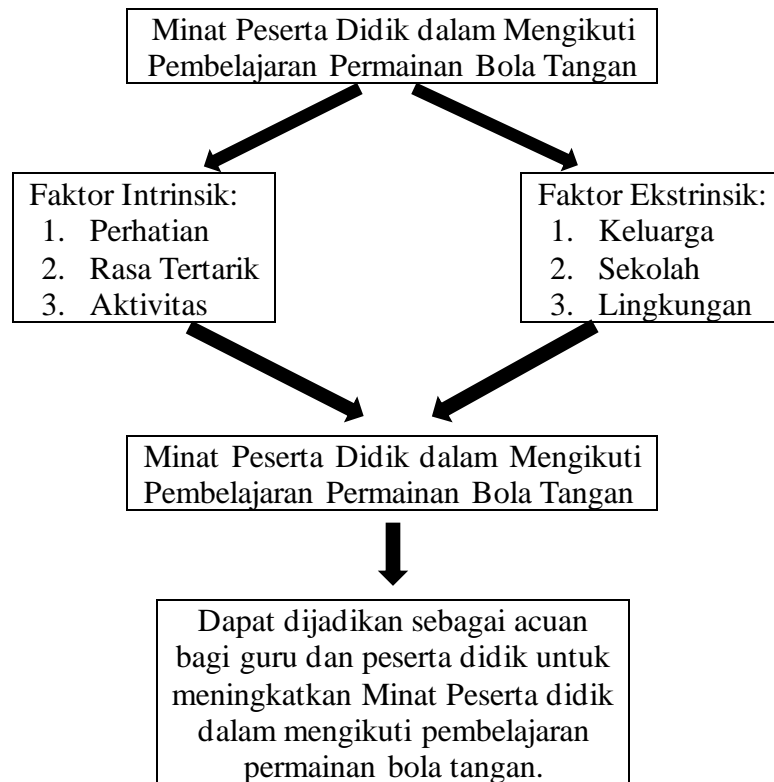 Minat Peserta Didik dalam Mengikuti
Pembelajaran Permainan Bola Tangan
Faktor Intrinsik:
1. Perhatian
2. Rasa Tertarik
3. Aktivitas
Faktor Ekstrinsik:
1. Keluarga
2. Sekolah
3. Lingkungan
Minat Peserta Didik dalam Mengikuti
Pembelajaran Permainan Bola Tangan
Dapat dijadikan sebagai acuan
bagi guru dan peserta didik untuk
meningkatkan Minat Peserta didik
dalam mengikuti pembelajaran
permainan bola tangan.